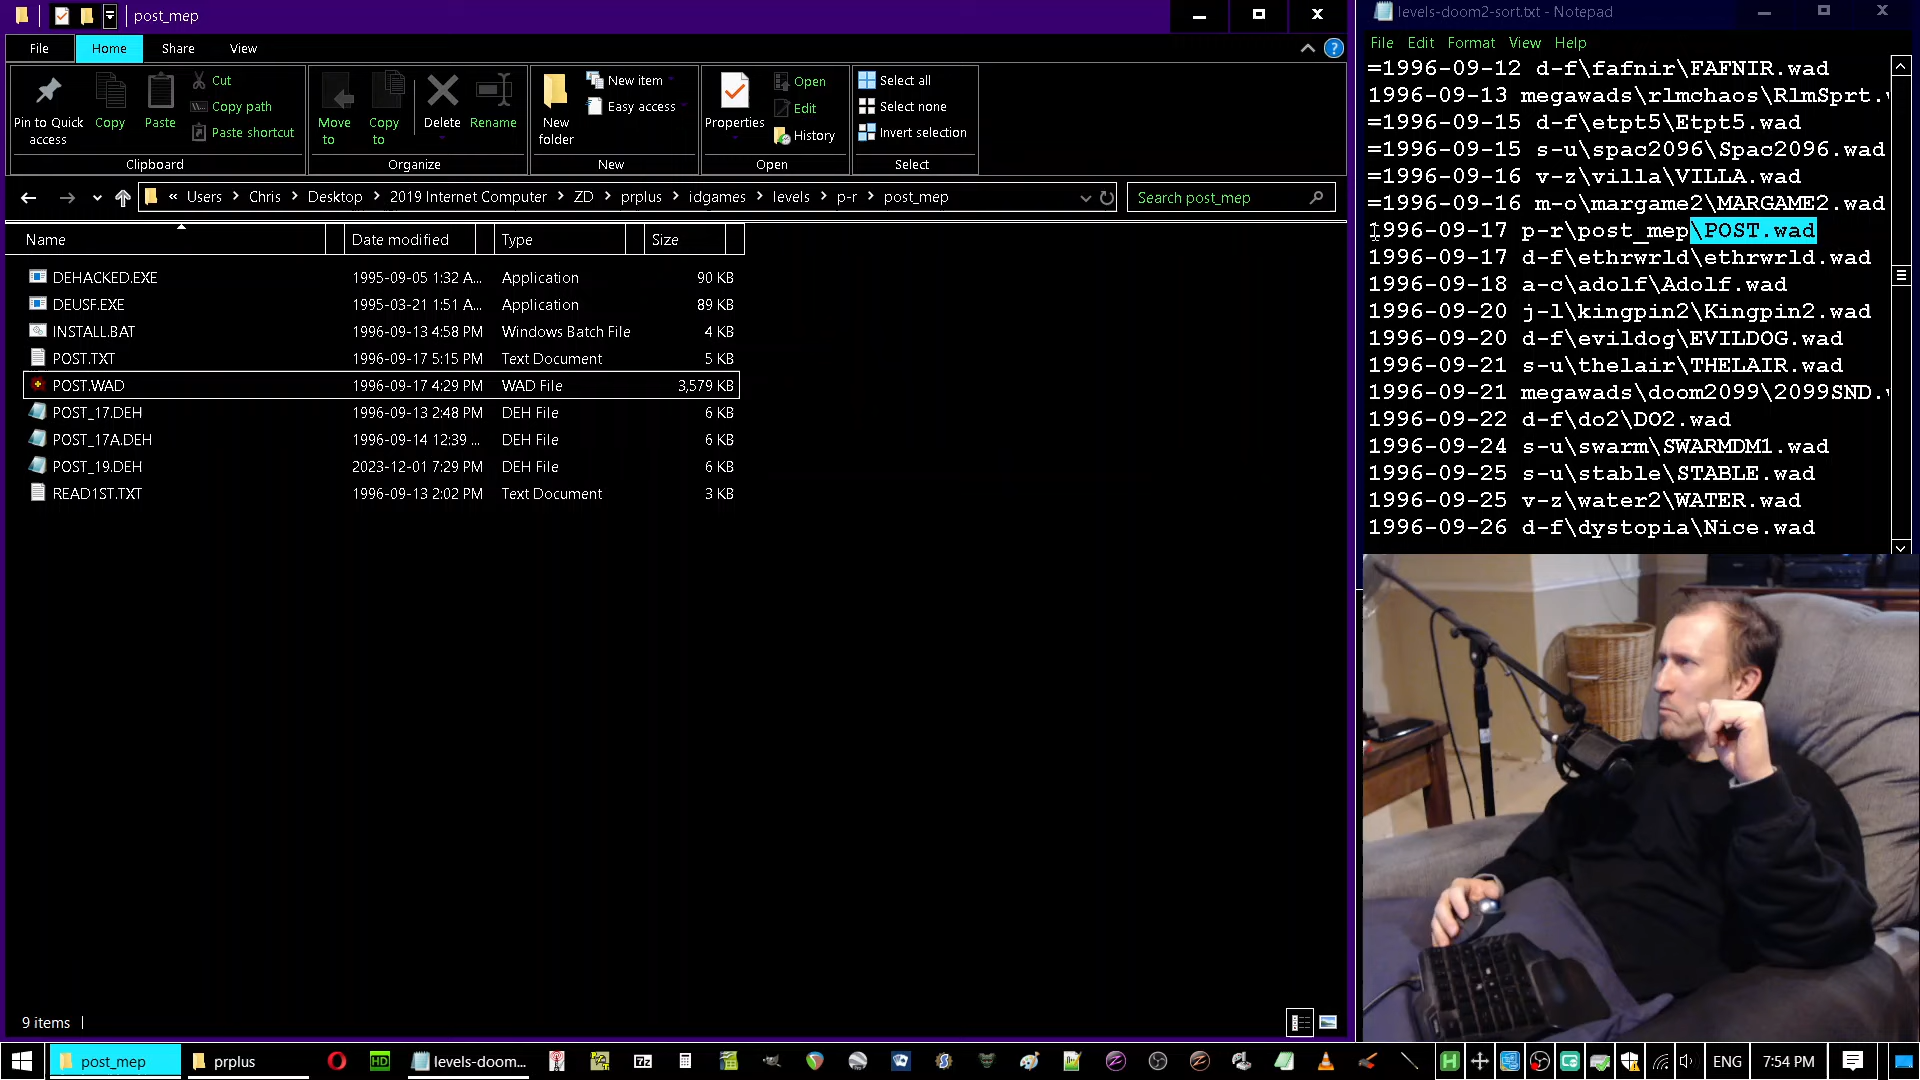 post_mep
File Home Share View
Pin to Quick access
Copy
Paste
Cut
Copy path
Paste shortcut
Clipboard
Move to
Copy to
Delete
Rename
Organize
New folder
New item
Easy access
New
Properties
Open
Edit
History
Open
Select all
Select none
Invert selection
Select
« Users Chris Desktop 2019 Internet Computer ZD prplus idgames levels p-r post_mep
Search post_mep
Name Date modified Type Size
DEHACKED.EXE 1995-09-05 1:32 A... Application 90 KB
DEUSF.EXE 1995-03-21 1:51 A... Application 89 KB
INSTALL.BAT 1996-09-13 4:58 PM Windows Batch File 4 KB
POST.TXT 1996-09-17 5:15 PM Text Document 5 KB
POST.WAD 1996-09-17 4:29 PM WAD File 3,579 KB
POST_17.DEH 1996-09-13 2:48 PM DEH File 6 KB
POST_17A.DEH 1996-09-14 12:39 ... DEH File 6 KB
POST_19.DEH 2023-12-01 7:29 PM DEH File 6 KB
READ1ST.TXT 1996-09-13 2:02 PM Text Document 3 KB
9 items
levels-doom2-sort.txt - Notepad
File Edit Format View Help
=1996-09-12 d-f\fafnir\FAFNIR.wad
1996-09-13 megawads\rlmchaos\RlmSprt.
=1996-09-15 d-f\etpt5\Etpt5.wad
=1996-09-15 s-u\spac2096\Spac2096.wad
=1996-09-16 v-z\villa\VILLA.wad
=1996-09-16 m-o\margame2\MARGAME2.wad
1996-09-17 p-r\post_mep\POST.wad
1996-09-17 d-f\ethrwrld\ethrwrld.wad
1996-09-18 a-c\adolf\Adolf.wad
1996-09-20 j-l\kingpin2\Kingpin2.wad
1996-09-20 d-f\evildog\EVILDOG.wad
1996-09-21 s-u\thelair\THELAIR.wad
1996-09-21 megawads\doom2099\2099SND.
1996-09-22 d-f\do2\DO2.wad
1996-09-24 s-u\swarm\SWARMDM1.wad
1996-09-25 s-u\stable\STABLE.wad
1996-09-25 v-z\water2\WATER.wad
1996-09-26 d-f\dystopia\Nice.wad
post_mep prplus HD levels-doom... 7z H ENG 7:54 PM